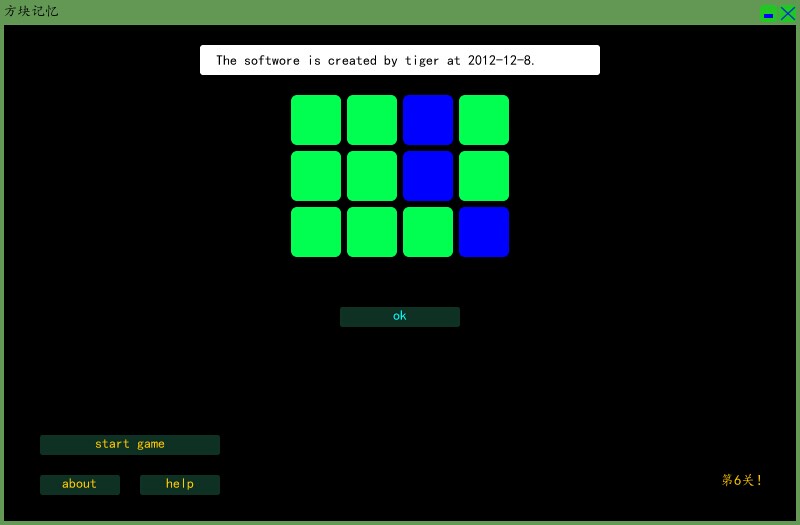 方块记忆
The softwore is created by tiger at 2012-12-8.
ok
start game
about
help
第6关!